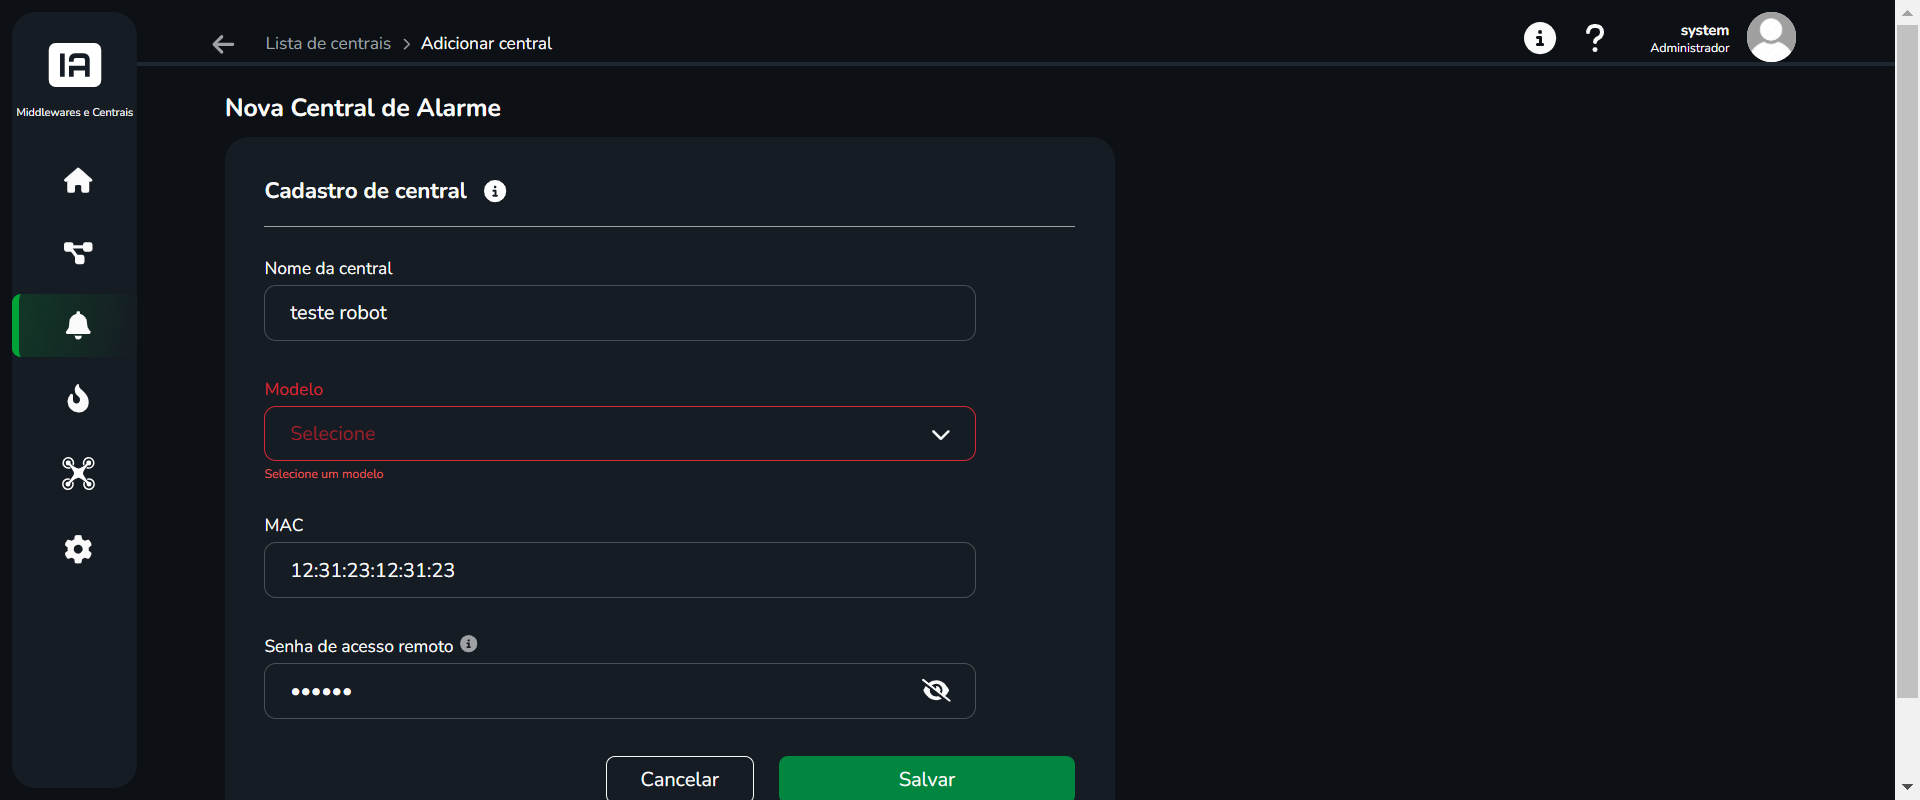 IA
Middlewares e Centrais
Lista de centrais > Adicionar central
system
Administrador
Nova Central de Alarme
Cadastro de central
Nome da central
teste robot
Modelo
Selecione
Selecione um modelo
MAC
12:31:23:12:31:23
Senha de acesso remoto
••••••
Cancelar
Salvar